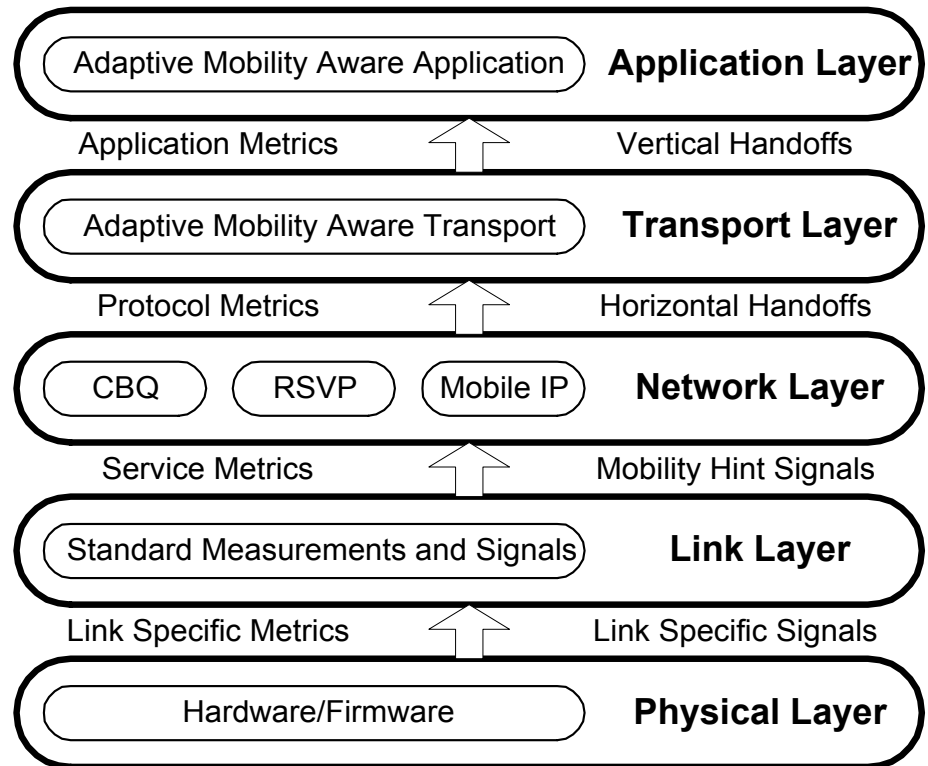 Adaptive Mobility Aware Application Application Layer
Application Metrics Vertical Handoffs
Adaptive Mobility Aware Transport Transport Layer
Protocol Metrics Horizontal Handoffs
CBQ RSVP Mobile IP Network Layer
Service Metrics Mobility Hint Signals
Standard Measurements and Signals Link Layer
Link Specific Metrics Link Specific Signals
Hardware/Firmware Physical Layer